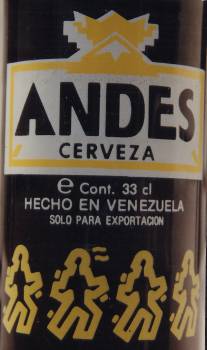 ANDES
CERVEZA
e Cont. 33 cl
HECHO EN VENEZUELA
SOLO PARA EXPORTACION